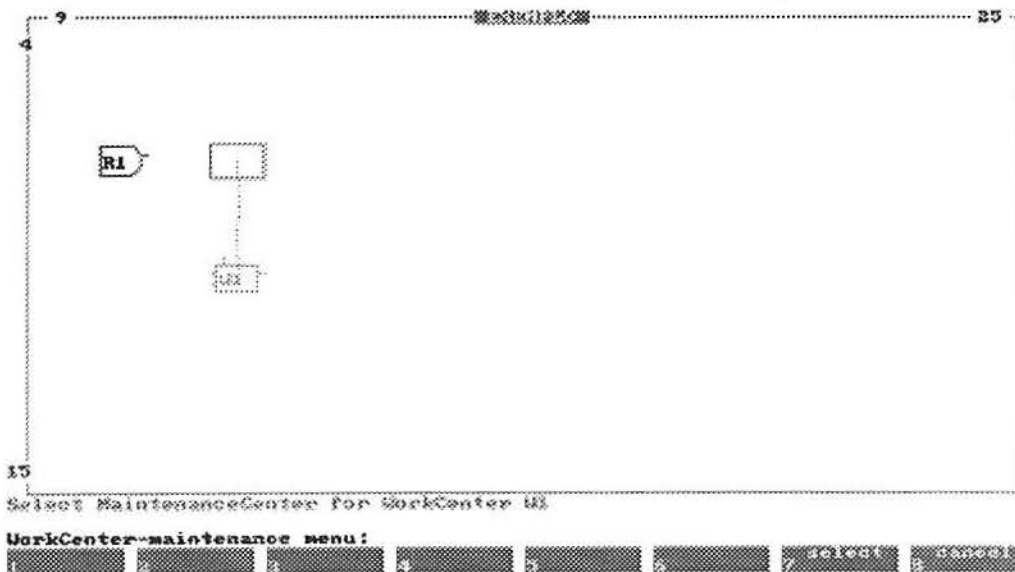 9 25
4
R1
15
Select MaintenanceCenter for WorkCenter W1
WorkCenter-maintenance menu:
1 2 3 4 5 6 7 select 8 cancel